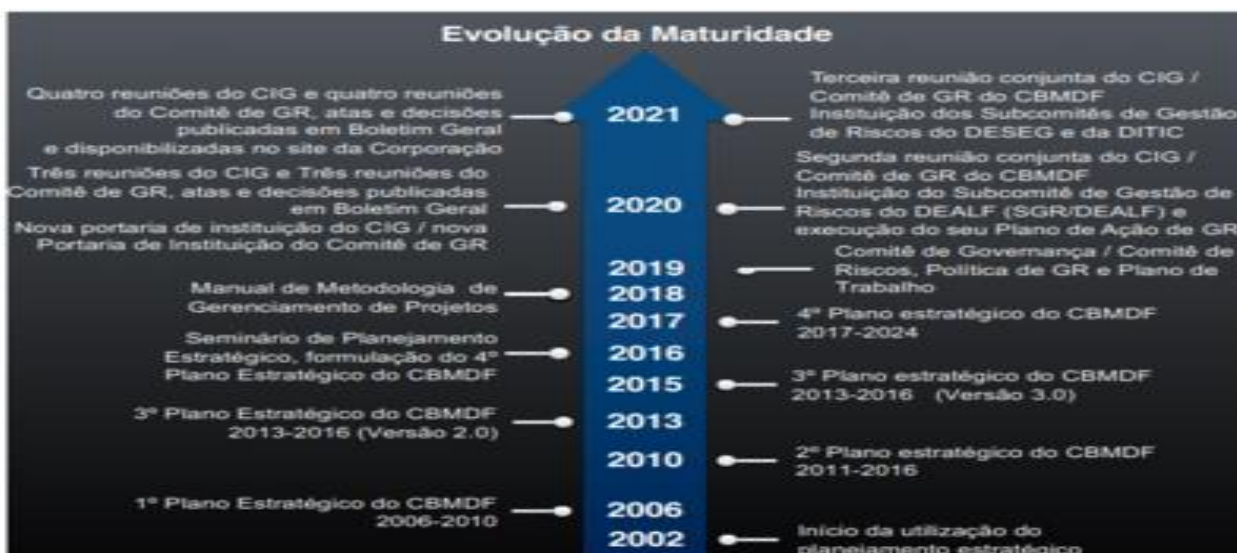 Evolução da Maturidade
Quatro reuniões do CIG e quatro reuniões
do Comitê de GR, atas e decisões
publicadas em Boletim Geral
e disponibilizadas no site da Corporação
2021
Terceira reunião conjunta do CIG /
Comitê de GR do CBMDF
Instituição dos Subcomitês de Gestão
de Riscos do DESEG e da DITIC
Três reuniões do CIG e Três reuniões do
Comitê de GR, atas e decisões publicadas
em Boletim Geral
Nova portaria de instituição do CIG / nova
Portaria de Instituição do Comitê de GR
2020
Segunda reunião conjunta do CIG /
Comitê de GR do CBMDF
Instituição do Subcomitê de Gestão de
Riscos do DEALF (SGR/DEALF) e
execução do seu Plano de Ação de GR
2019
Comitê de Governança / Comitê de
Riscos, Política de GR e Plano de
Trabalho
Manual de Metodologia de
Gerenciamento de Projetos
2018
2017
4º Plano estratégico do CBMDF
2017-2024
Seminário de Planejamento
Estratégico, formulação do 4º
Plano Estratégico do CBMDF
2016
2015
3º Plano estratégico do CBMDF
2013-2016 (Versão 3.0)
3º Plano Estratégico do CBMDF
2013-2016 (Versão 2.0)
2013
2010
2º Plano estratégico do CBMDF
2011-2016
1º Plano Estratégico do CBMDF
2006-2010
2006
2002
Início da utilização do
planejamento estratégico